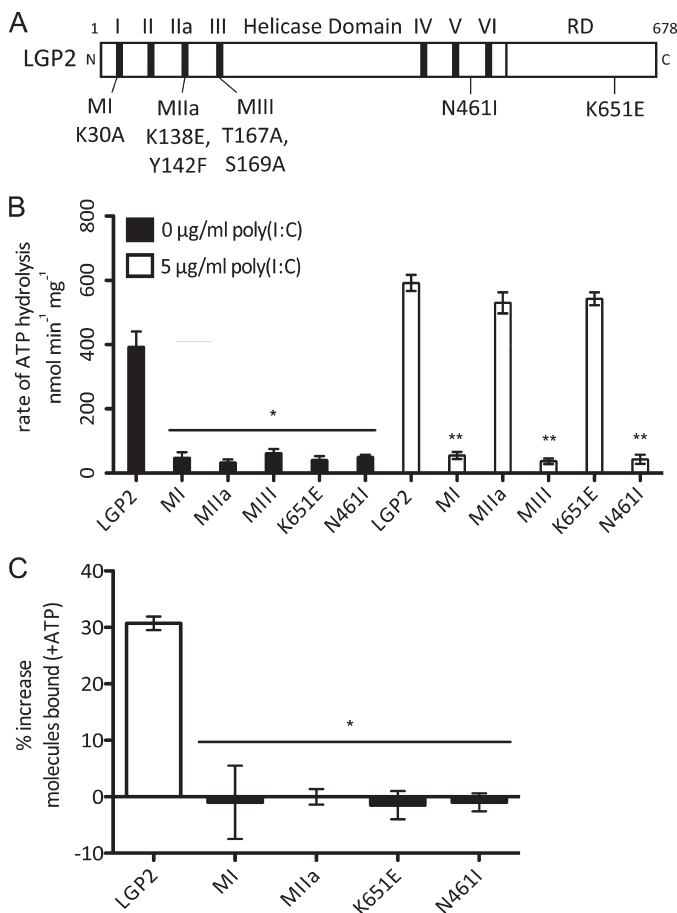 A
1 I II IIa III Helicase Domain IV V VI RD 678
LGP2 N C
MI MIIa MIII N461I K651E
K30A K138E, T167A,
Y142F S169A
B
rate of ATP hydrolysis
nmol min⁻¹ mg⁻¹
800
600
400
200
0
0 µg/ml poly(I:C)
5 µg/ml poly(I:C)
*
** ** **
LGP2 MI MIIa MIII K651E N461I LGP2 MI MIIa MIII K651E N461I
C
% increase
molecules bound (+ATP)
40
30
20
10
0
-10
*
LGP2 MI MIIa K651E N461I